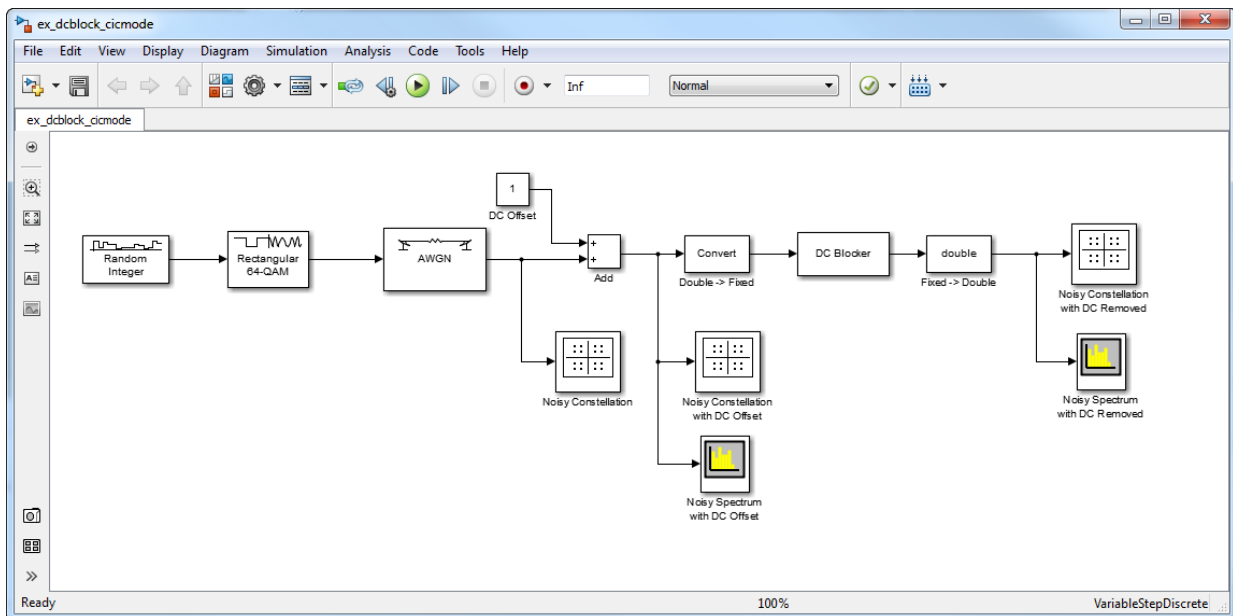 ex_dcblock_cicmode
File Edit View Display Diagram Simulation Analysis Code Tools Help
Inf Normal
ex_dcblock_cicmode
1
DC Offset
Random
Integer
Rectangular
64-QAM
AWGN
+
+
Add
Convert
Double -> Fixed
DC Blocker
double
Fixed -> Double
Noisy Constellation
with DC Removed
Noisy Constellation
Noisy Constellation
with DC Offset
Noisy Spectrum
with DC Removed
Noisy Spectrum
with DC Offset
Ready 100% VariableStepDiscrete